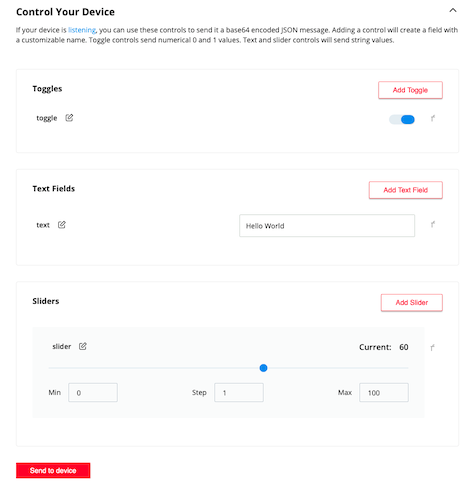 Control Your Device
If your device is listening, you can use these controls to send it a base64 encoded JSON message. Adding a control will create a field with
a customizable name. Toggle controls send numerical 0 and 1 values. Text and slider controls will send string values.
Toggles
Add Toggle
toggle
Text Fields
Add Text Field
text
Hello World
Sliders
Add Slider
slider
Current: 60
Min 0 Step 1 Max 100
Send to device